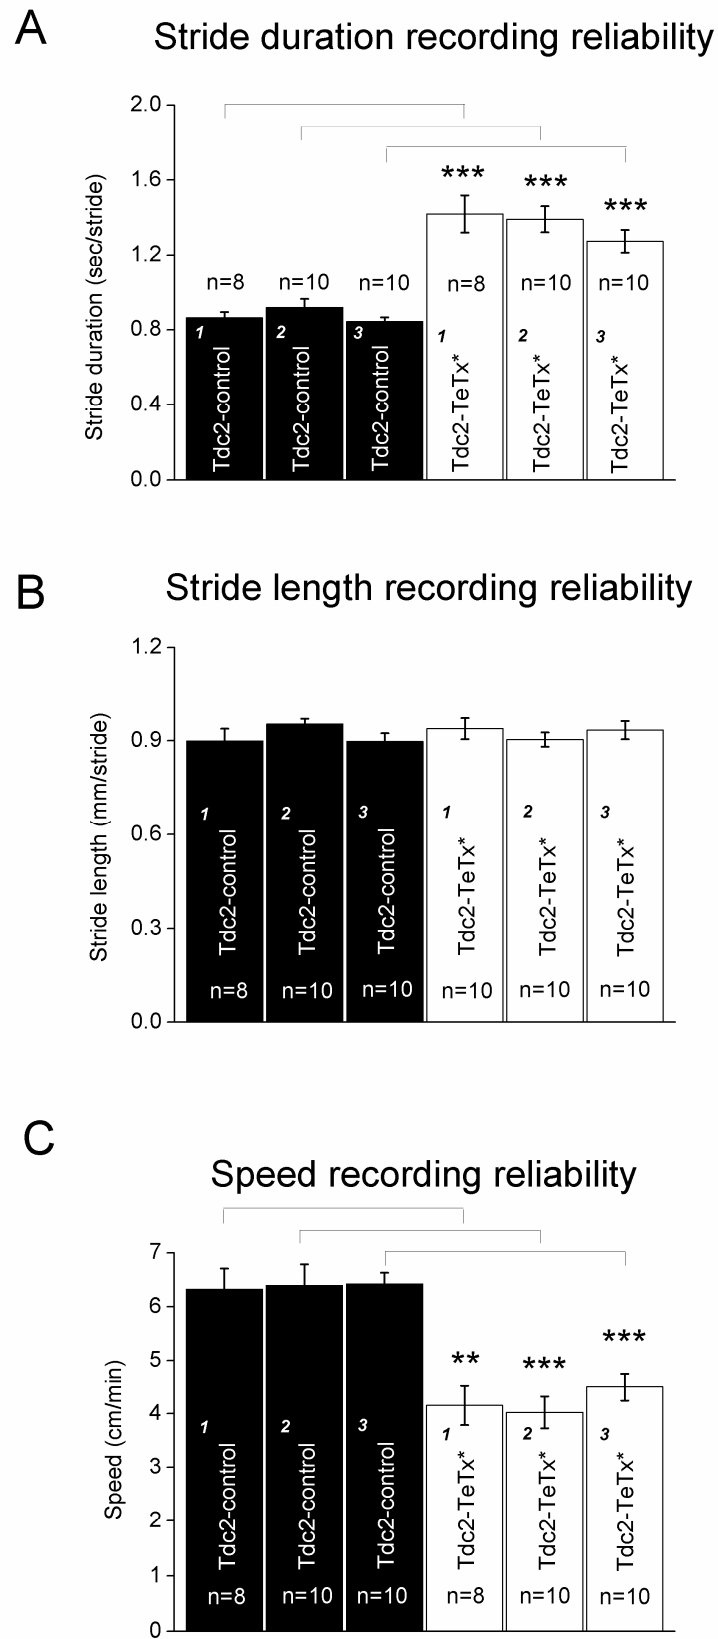 A
Stride duration recording reliability
2.0
1.6
1.2
0.8
0.4
0.0
Stride duration (sec/stride)
*** *** ***
n=8 n=10 n=10 n=8 n=10 n=10
1 2 3 1 2 3
Tdc2-control Tdc2-control Tdc2-control Tdc2-TeTx* Tdc2-TeTx* Tdc2-TeTx*
B
Stride length recording reliability
1.2
0.9
0.6
0.3
0.0
Stride length (mm/stride)
1 2 3 1 2 3
Tdc2-control Tdc2-control Tdc2-control Tdc2-TeTx* Tdc2-TeTx* Tdc2-TeTx*
n=8 n=10 n=10 n=10 n=10 n=10
C
Speed recording reliability
7
6
5
4
3
2
1
0
Speed (cm/min)
** *** ***
1 2 3 1 2 3
Tdc2-control Tdc2-control Tdc2-control Tdc2-TeTx* Tdc2-TeTx* Tdc2-TeTx*
n=8 n=10 n=10 n=8 n=10 n=10